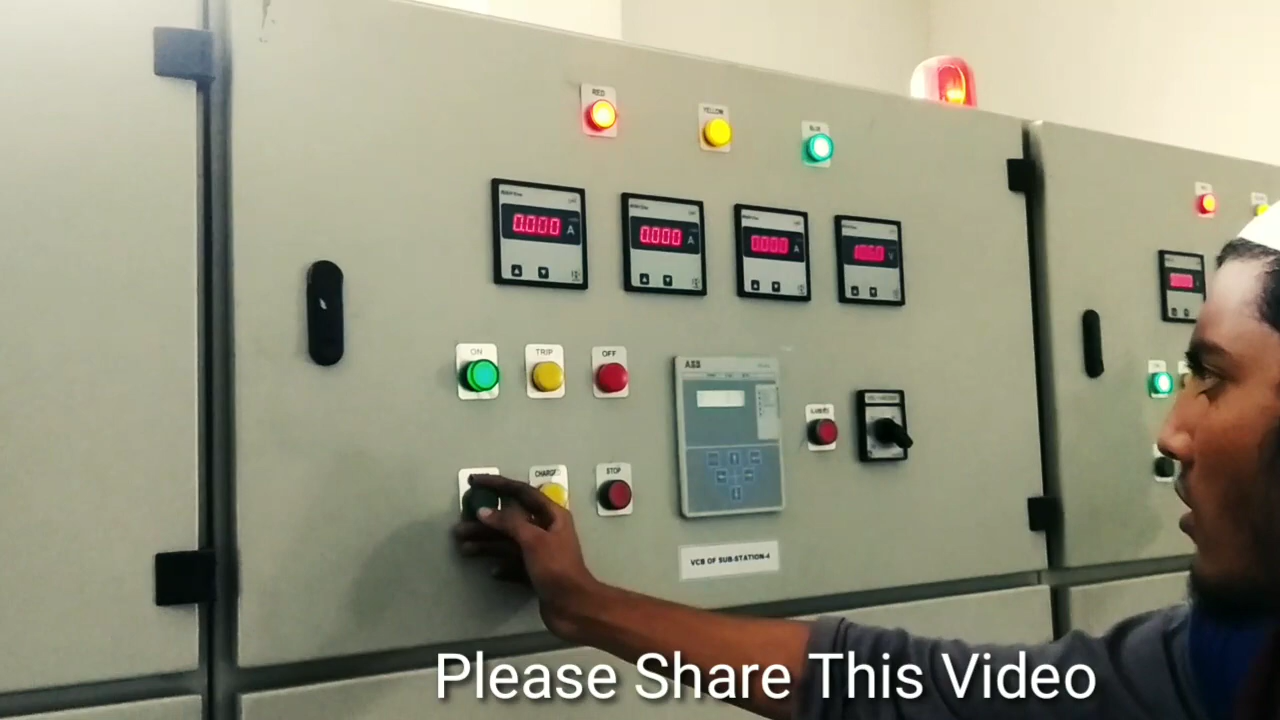 RED
YELLOW
BLUE
0.000 A
0.000 A
0.000 A
V
ON
TRIP
OFF
ABB
CHARGE
STOP
VCB OF SUB-STATION-4
Please Share This Video